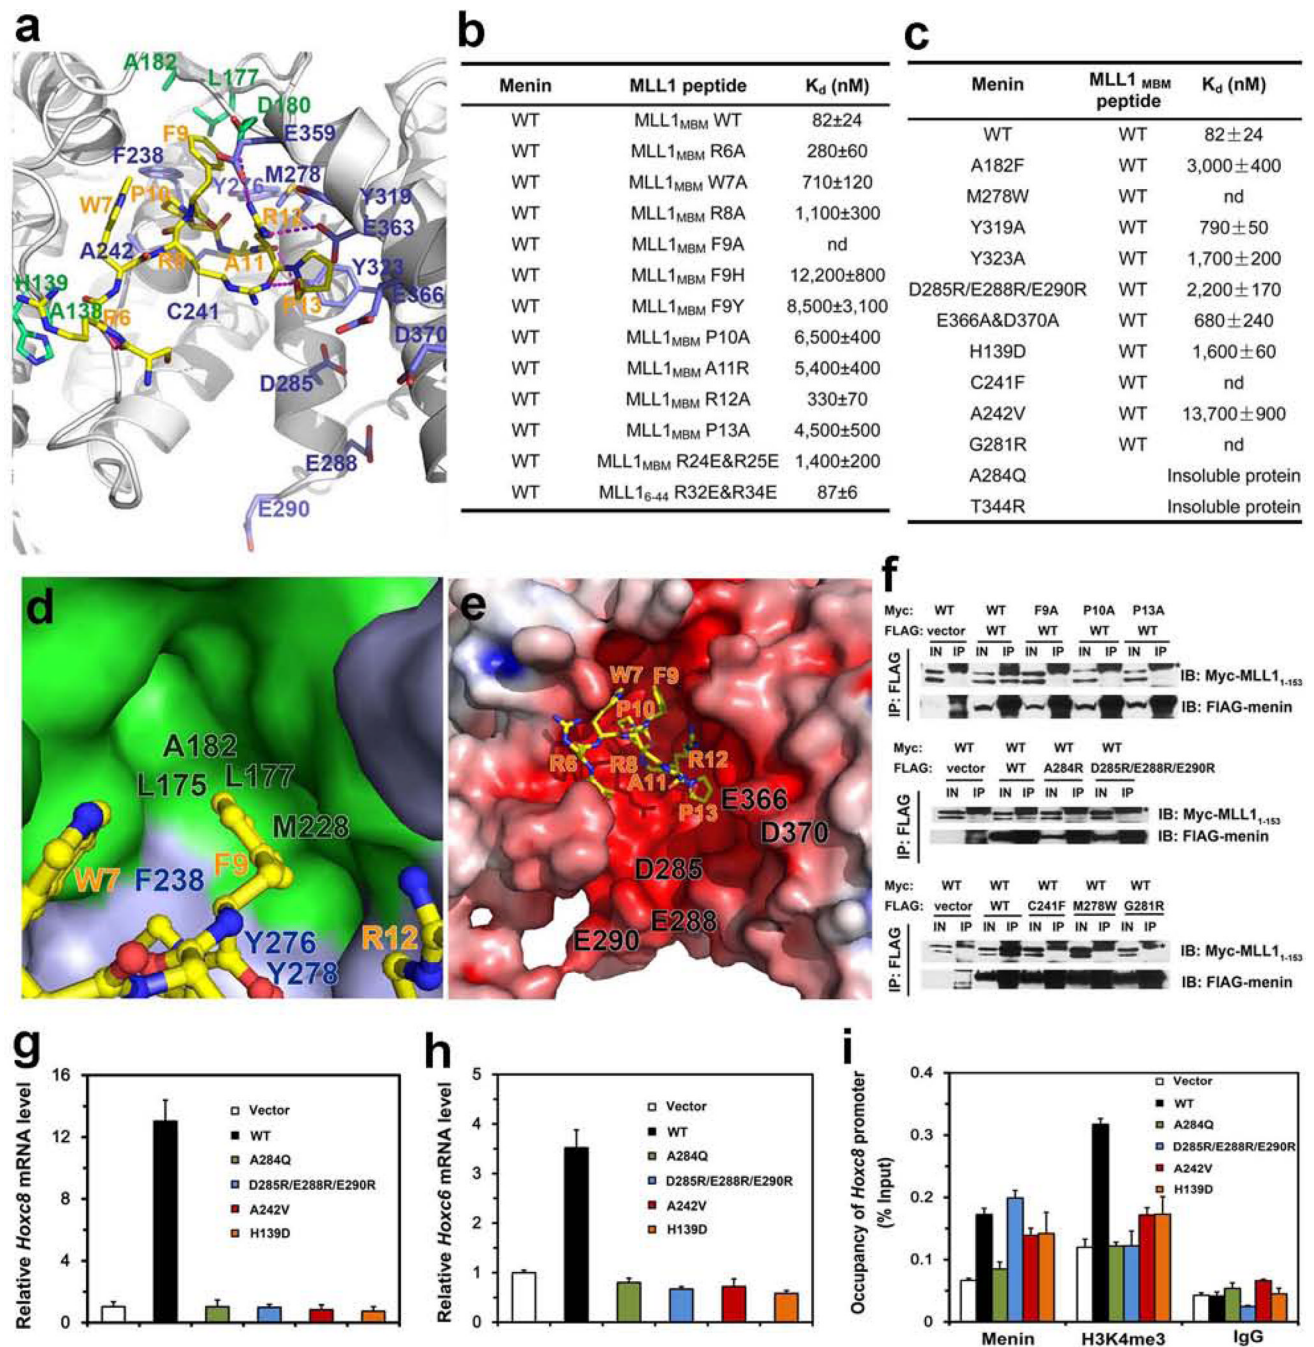 a
A182
L177
D180
F9
E359
F238
Y276
M278
P10
Y319
W7
R12
E363
A242
R8
A11
Y323
H139
P13
A138
R6
C241
E366
D370
D285
E288
E290
b
Menin MLL1 peptide Kd (nM)
WT MLL1MBM WT 82±24
WT MLL1MBM R6A 280±60
WT MLL1MBM W7A 710±120
WT MLL1MBM R8A 1,100±300
WT MLL1MBM F9A nd
WT MLL1MBM F9H 12,200±800
WT MLL1MBM F9Y 8,500±3,100
WT MLL1MBM P10A 6,500±400
WT MLL1MBM A11R 5,400±400
WT MLL1MBM R12A 330±70
WT MLL1MBM P13A 4,500±500
WT MLL1MBM R24E&R25E 1,400±200
WT MLL16-44 R32E&R34E 87±6
c
Menin MLL1 MBM peptide Kd (nM)
WT WT 82±24
A182F WT 3,000±400
M278W WT nd
Y319A WT 790±50
Y323A WT 1,700±200
D285R/E288R/E290R WT 2,200±170
E366A&D370A WT 680±240
H139D WT 1,600±60
C241F WT nd
A242V WT 13,700±900
G281R WT nd
A284Q Insoluble protein
T344R Insoluble protein
d
A182
L175 L177
M228
W7 F238 F9
Y276
Y278
R12
e
W7 F9
P10
R6 R8 R12
A11
P13
E366
D370
D285
E288
E290
f
Myc: WT WT F9A P10A P13A
FLAG: vector WT WT WT WT
IN IP IN IP IN IP IN IP IN IP
IP: FLAG
*
IB: Myc-MLL11-153
IB: FlAG-menin
Myc: WT WT WT WT
FLAG: vector WT A284R D285R/E288R/E290R
IN IP IN IP IN IP IN IP
IP: FLAG
*
IB: Myc-MLL11-153
IB: FlAG-menin
Myc: WT WT WT WT WT
FLAG: vector WT C241F M278W G281R
IN IP IN IP IN IP IN IP IN IP
IP: FLAG
*
IB: Myc-MLL11-153
IB: FlAG-menin
g
Relative Hoxc8 mRNA level
16
12
8
4
0
Vector
WT
A284Q
D285R/E288R/E290R
A242V
H139D
h
Relative Hoxc6 mRNA level
5
4
3
2
1
0
Vector
WT
A284Q
D285R/E288R/E290R
A242V
H139D
i
Occupancy of Hoxc8 promoter
(% Input)
0.4
0.3
0.2
0.1
0
Vector
WT
A284Q
D285R/E288R/E290R
A242V
H139D
Menin H3K4me3 IgG